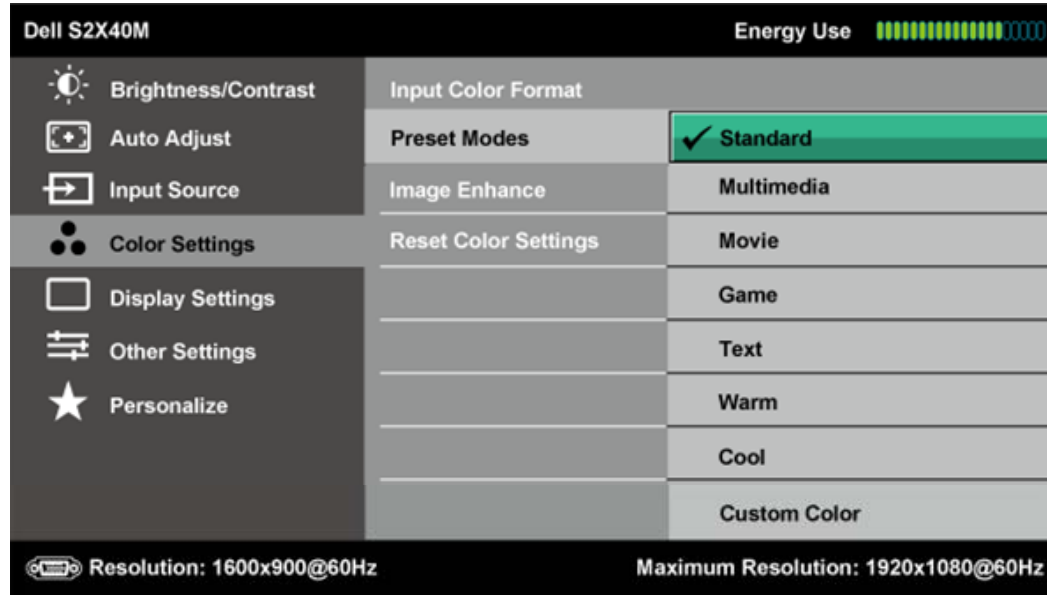 Dell S2X40M Energy Use
Brightness/Contrast Input Color Format
Auto Adjust Preset Modes Standard
Input Source Image Enhance Multimedia
Color Settings Reset Color Settings Movie
Display Settings Game
Other Settings Text
Personalize Warm
Cool
Custom Color
Resolution: 1600x900@60Hz Maximum Resolution: 1920x1080@60Hz